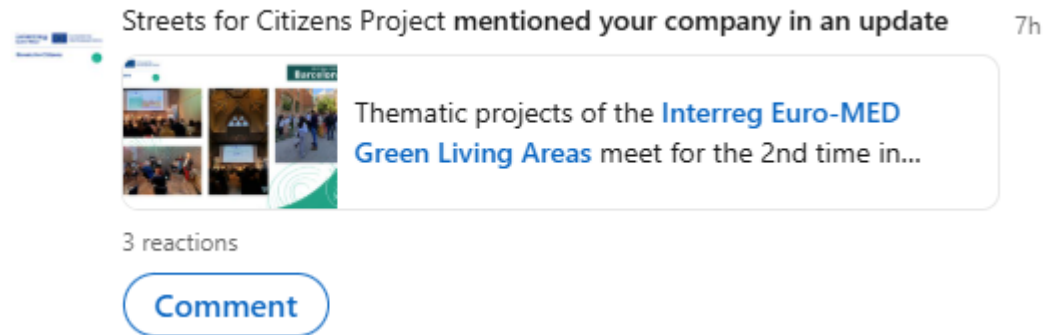 Streets for Citizens Project mentioned your company in an update
7h
Thematic projects of the Interreg Euro-MED
Green Living Areas meet for the 2nd time in...
3 reactions
Comment